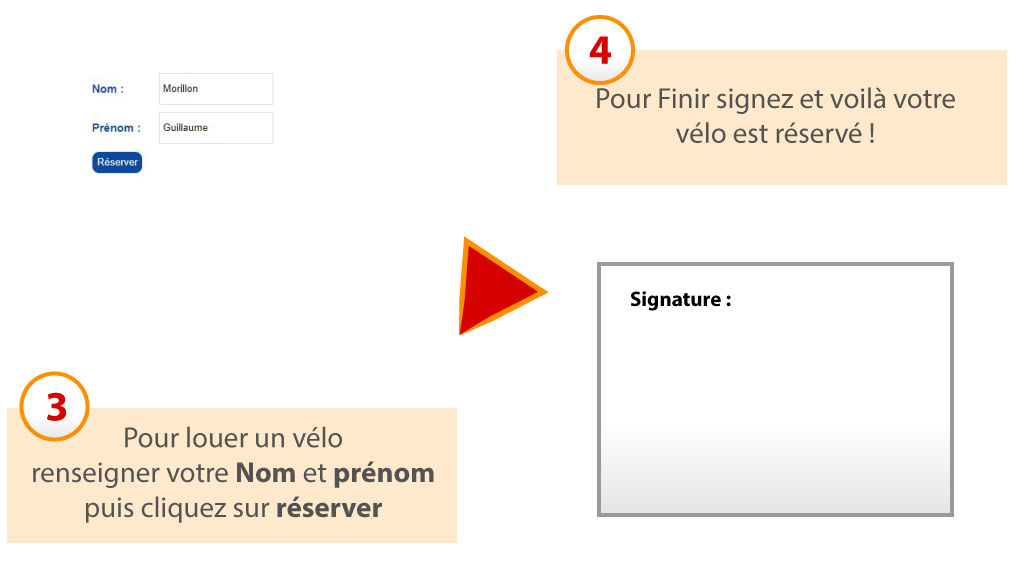 Nom :
Morillon
Prénom :
Guillaume
Réserver
3
Pour louer un vélo
renseigner votre Nom et prénom
puis cliquez sur réserver
4
Pour Finir signez et voilà votre
vélo est réservé !
Signature :